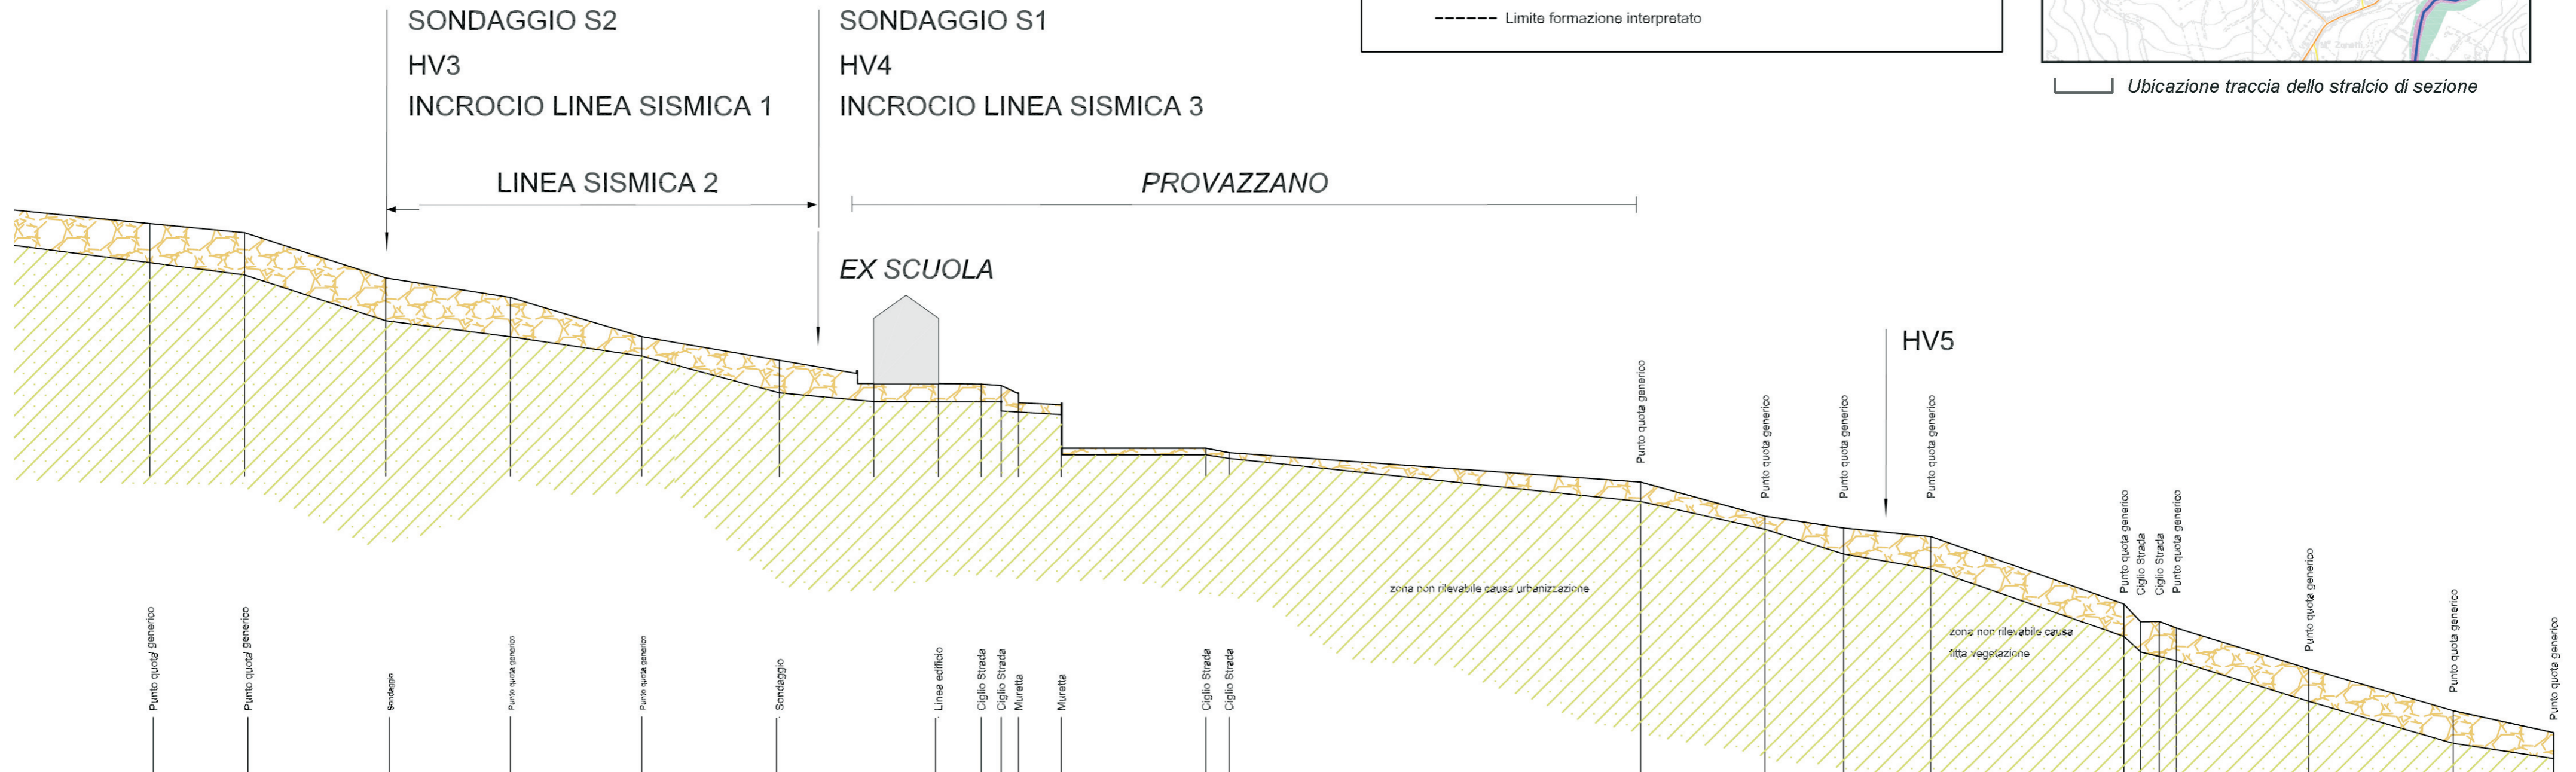 SONDAGGIO S2
HV3
INCROCIO LINEA SISMICA 1
SONDAGGIO S1
HV4
INCROCIO LINEA SISMICA 3
Limite formazione interpretato
Ubicazione traccia dello stralcio di sezione
LINEA SISMICA 2
PROVAZZANO
EX SCUOLA
HV5
Punto quota generico
Punto quota generico
Punto quota generico
Punto quota generico
Punto quota generico
Ciglio Strada
Ciglio Strada
Punto quota generico
Punto quota generico
Punto quota generico
Punto quota generico
zona non rilevabile causa urbanizzazione
zona non rilevabile causa
fitta vegetazione
Punto quota generico
Punto quota generico
Sondaggio
Punto quota generico
Punto quota generico
Sondaggio
Linea edificio
Ciglio Strada
Ciglio Strada
Muretta
Muretta
Ciglio Strada
Ciglio Strada